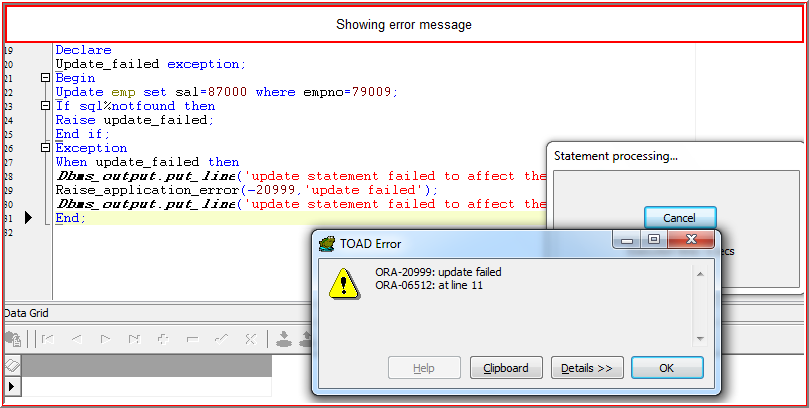 Showing error message
19 Declare
20 Update_failed exception;
21 Begin
22 Update emp set sal=87000 where empno=79009;
23 If sql%notfound then
24 Raise update_failed;
25 End if;
26 Exception
27 When update_failed then
28 Dbms_output.put_line('update statement failed to affect the
29 Raise_application_error(-20999,'update failed');
30 Dbms_output.put_line('update statement failed to affect the
31 End;
32
Statement processing...
Cancel
ecs
TOAD Error
ORA-20999: update failed
ORA-06512: at line 11
Help Clipboard Details >> OK
Data Grid